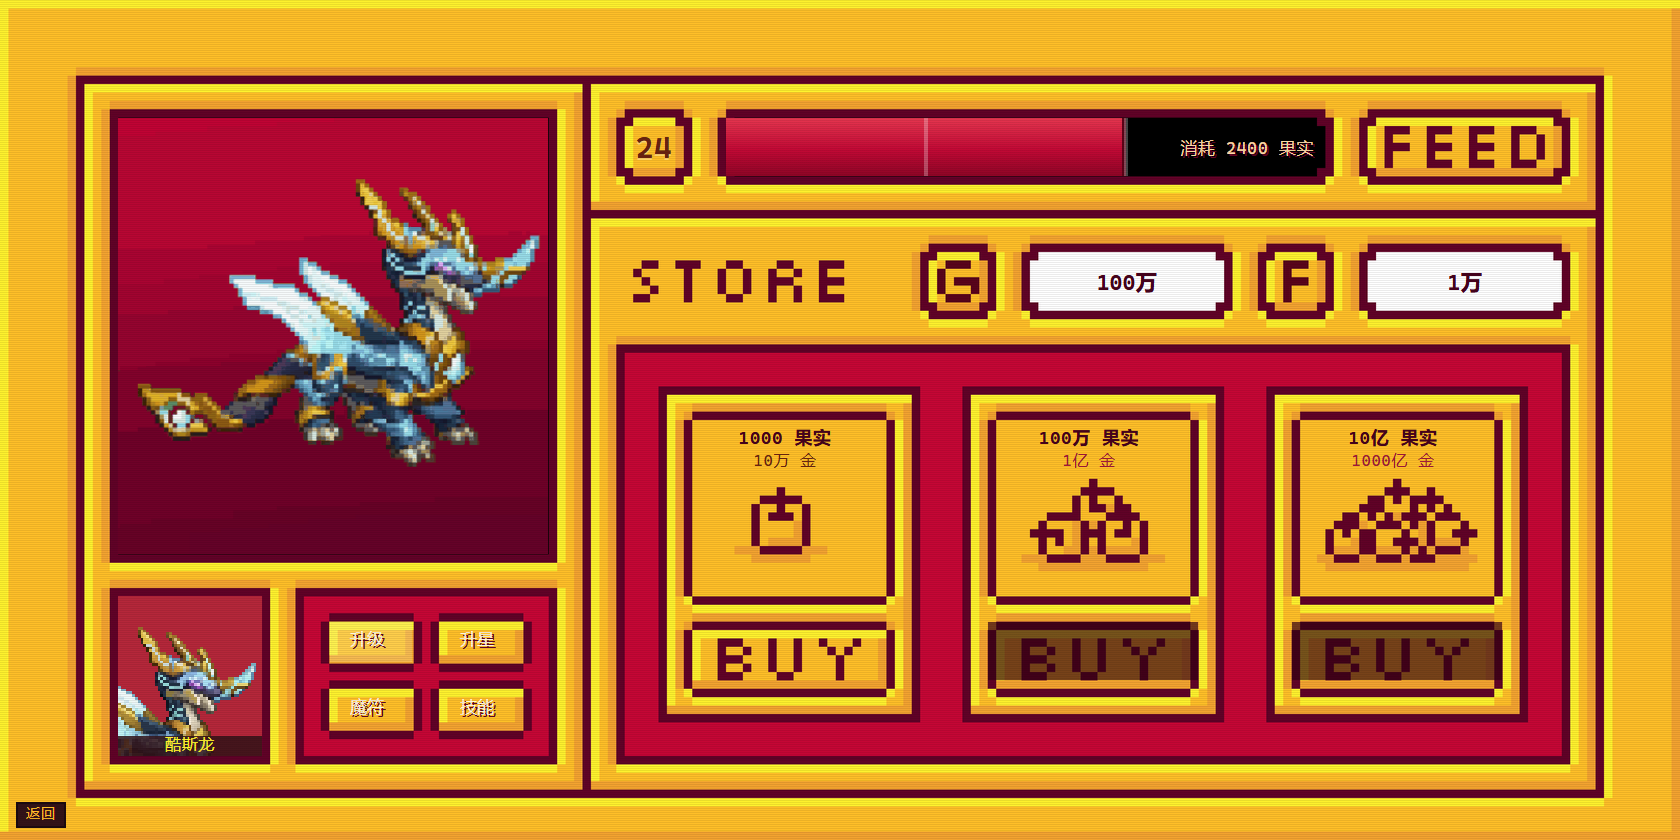 24
消耗 2400 果实
FEED
STORE
G
100万
F
1万
1000 果实
10万 金
BUY
100万 果实
1亿 金
BUY
10亿 果实
1000亿 金
BUY
酷斯龙
升级
升星
魔符
技能
返回